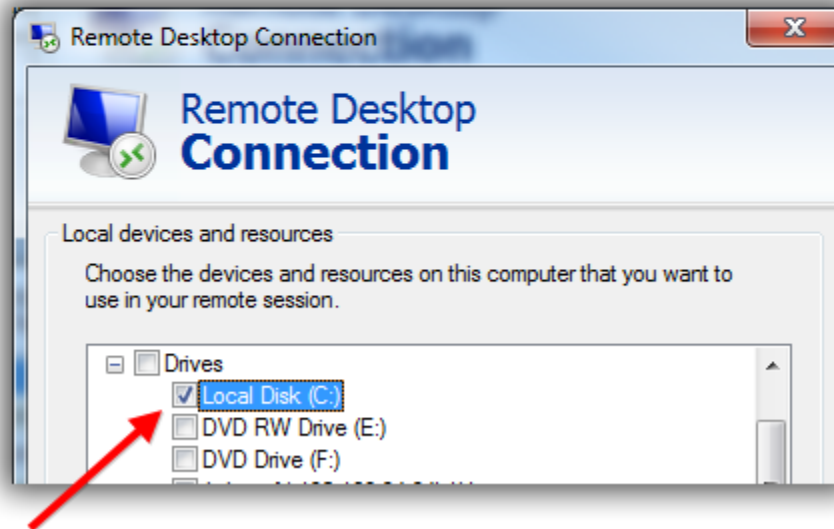 Remote Desktop Connection
Remote Desktop
Connection
Local devices and resources
Choose the devices and resources on this computer that you want to
use in your remote session.
Drives
Local Disk (C:)
DVD RW Drive (E:)
DVD Drive (F:)